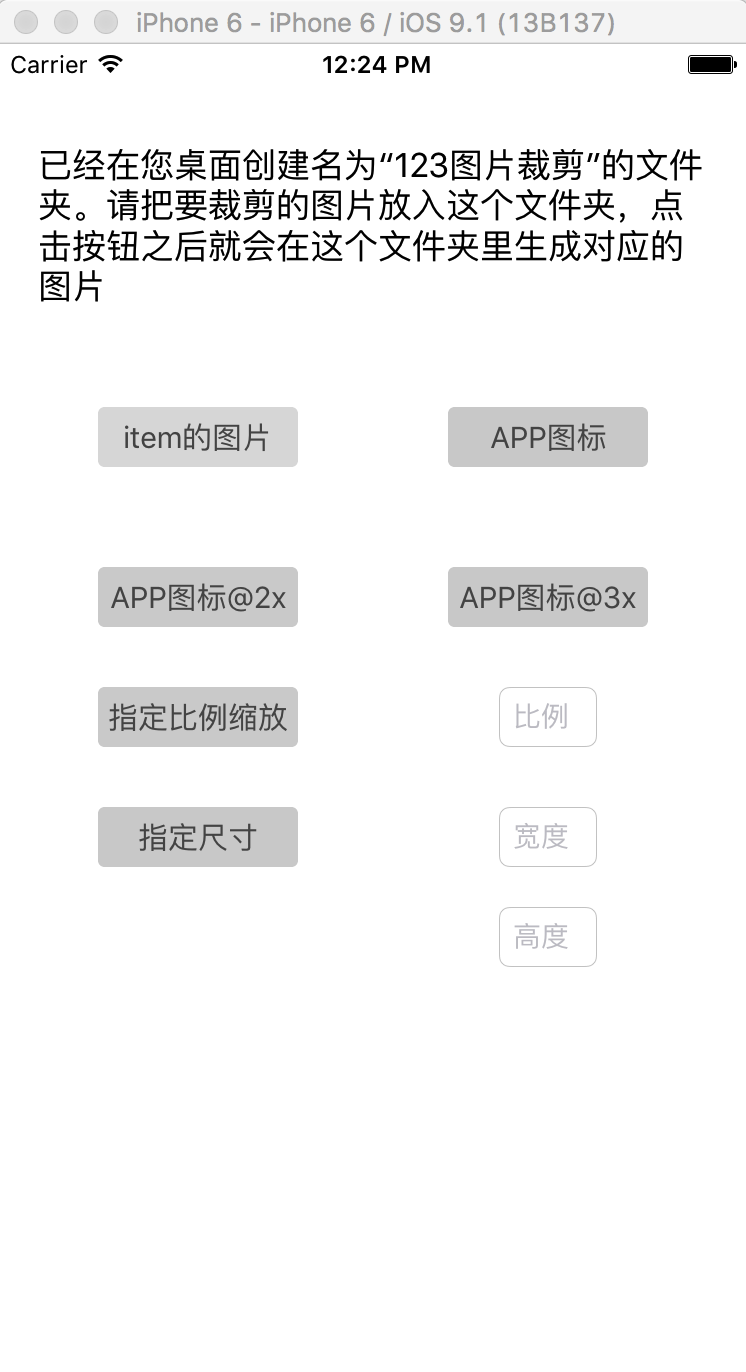 iPhone 6 - iPhone 6 / iOS 9.1 (13B137)
Carrier 12:24 PM
已经在您桌面创建名为“123图片裁剪”的文件
夹。请把要裁剪的图片放入这个文件夹，点
击按钮之后就会在这个文件夹里生成对应的
图片
item的图片 APP图标
APP图标@2x APP图标@3x
指定比例缩放 比例
指定尺寸 宽度
高度